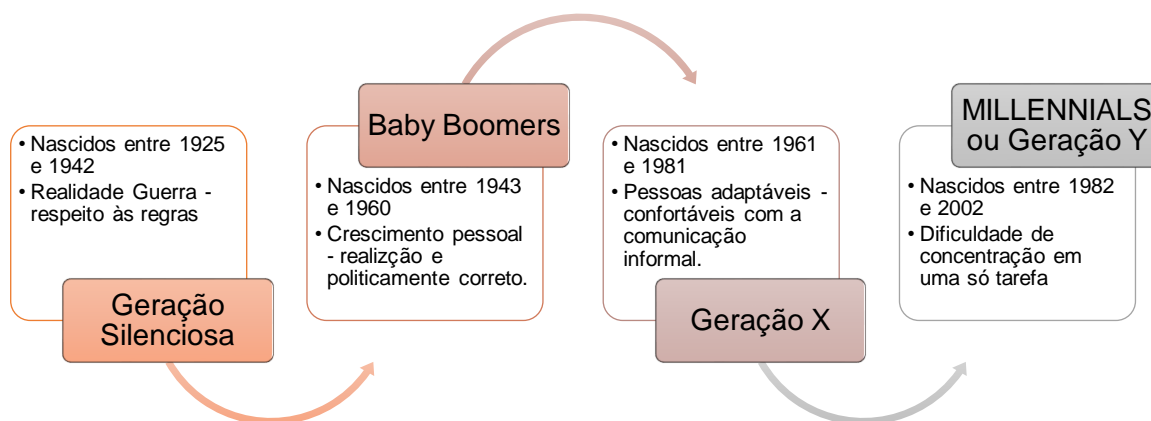 • Nascidos entre 1925
e 1942
• Realidade Guerra -
respeito às regras
Geração
Silenciosa
Baby Boomers
• Nascidos entre 1943
e 1960
• Crescimento pessoal
- realizção e
politicamente correto.
• Nascidos entre 1961
e 1981
• Pessoas adaptáveis -
confortáveis com a
comunicação
informal.
Geração X
MILLENNIALS
ou Geração Y
• Nascidos entre 1982
e 2002
• Dificuldade de
concentração em
uma só tarefa